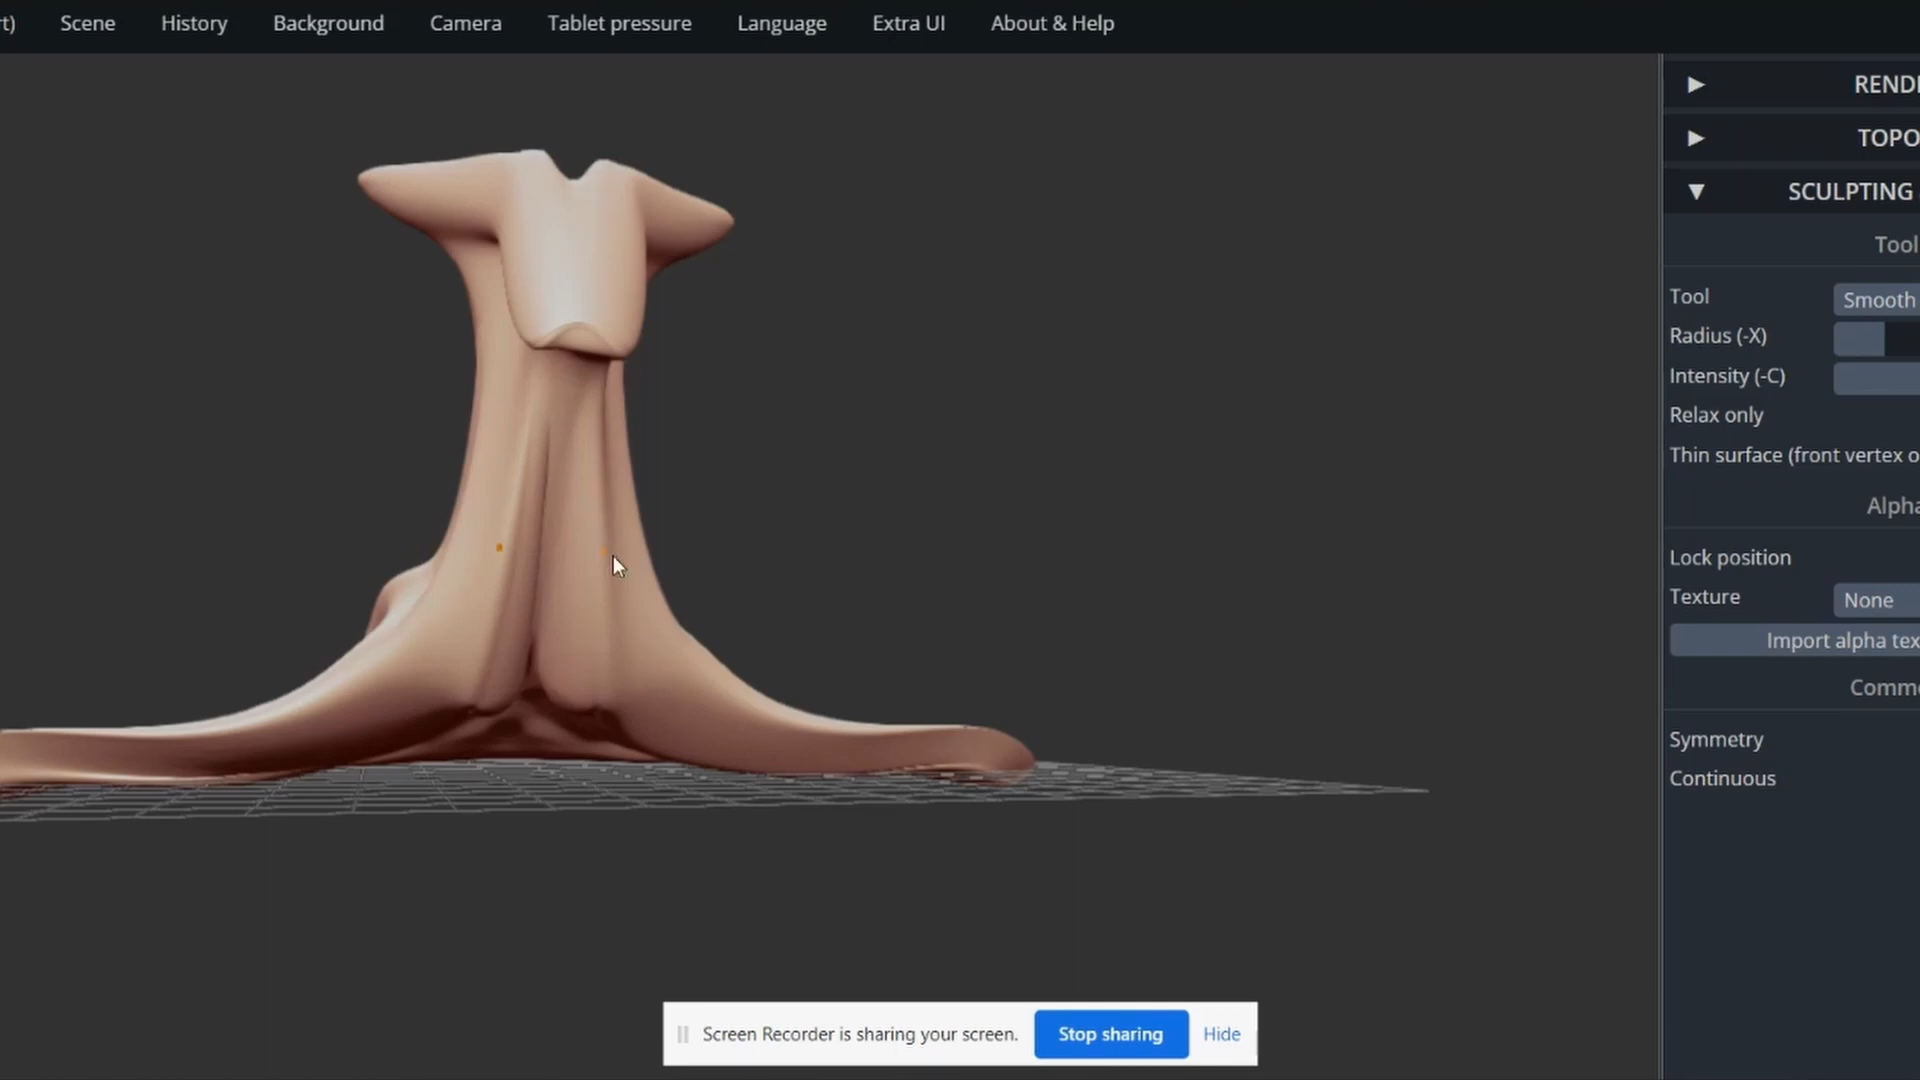 rt) Scene History Background Camera Tablet pressure Language Extra UI About & Help
RENDE
TOPO
SCULPTING
Tool
Tool Smooth
Radius (-X)
Intensity (-C)
Relax only
Thin surface (front vertex o
Alpha
Lock position
Texture None
Import alpha tex
Comm
Symmetry
Continuous
Screen Recorder is sharing your screen. Stop sharing Hide